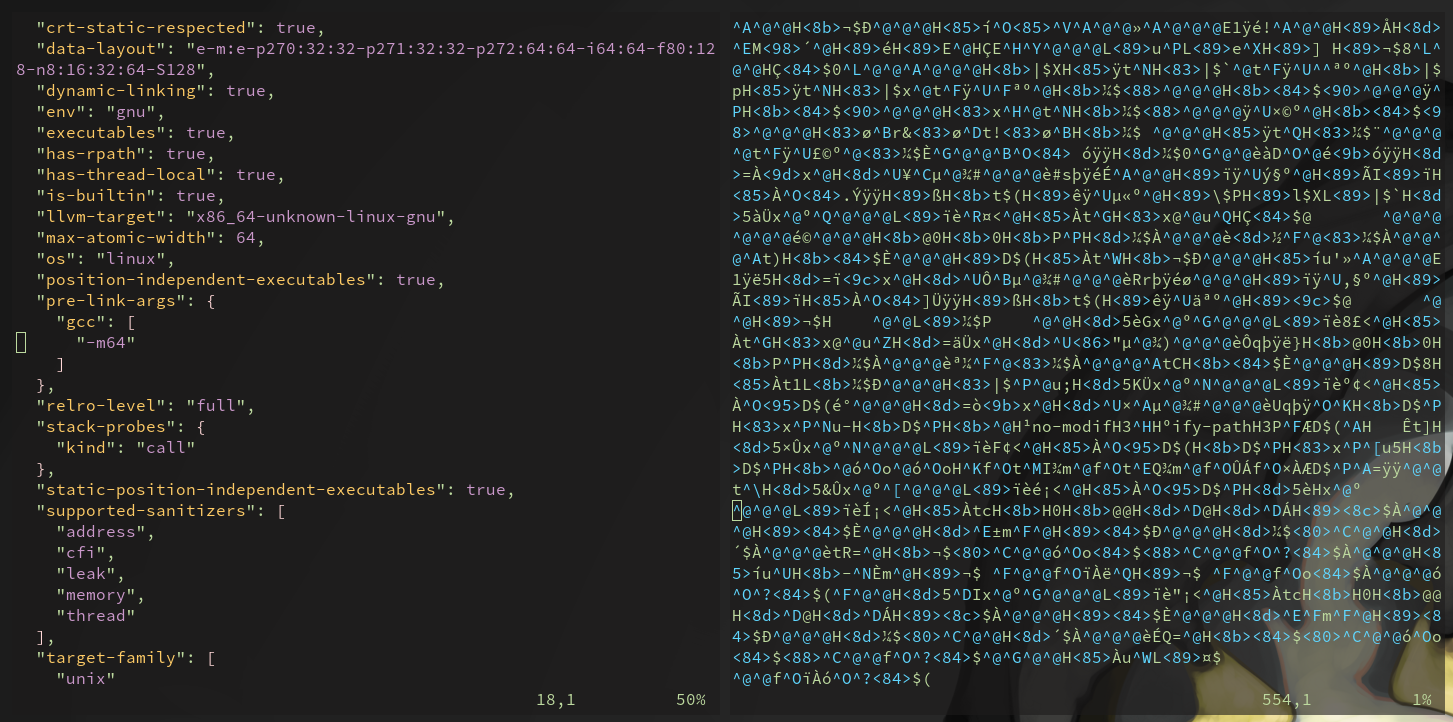 "crt-static-respected": true,
"data-layout": "e-m:e-p270:32:32-p271:32:32-p272:64:64-i64:64-f80:12
8-n8:16:32:64-S128",
"dynamic-linking": true,
"env": "gnu",
"executables": true,
"has-rpath": true,
"has-thread-local": true,
"is-builtin": true,
"llvm-target": "x86_64-unknown-linux-gnu",
"max-atomic-width": 64,
"os": "linux",
"position-independent-executables": true,
"pre-link-args": {
"gcc": [
"-m64"
]
},
"relro-level": "full",
"stack-probes": {
"kind": "call"
},
"static-position-independent-executables": true,
"supported-sanitizers": [
"address",
"cfi",
"leak",
"memory",
"thread"
],
"target-family": [
"unix"
18,1 50%
^A^@^@H<8b>¬$Ð^@^@^@H<85>í^O<85>^V^A^@^@»^A^@^@^@E1ÿé!^A^@^@H<89>ÅH<8d>
^EM<98>´^@H<89>éH<89>E^@HÇE^H^Y^@^@^@L<89>u^PL<89>e^XH<89>] H<89>¬$8^L^
@^@HÇ<84>$0^L^@^@^A^@^@^@H<8b>|$XH<85>ÿt^NH<83>|$`^@t^Fÿ^U^^ªº^@H<8b>|$
pH<85>ÿt^NH<83>|$x^@t^Fÿ^U^Fªº^@H<8b>¼$<88>^@^@^@H<8b><84>$<90>^@^@^@ÿ^
PH<8b><84>$<90>^@^@^@H<83>x^H^@t^NH<8b>¼$<88>^@^@^@ÿ^U×©º^@H<8b><84>$<9
8>^@^@^@H<83>ø^Br&<83>ø^Dt!<83>ø^BH<8b>¼$ ^@^@^@H<85>ÿt^QH<83>¼$¨^@^@^@
^@t^Fÿ^U£©º^@<83>¼$È^G^@^@^B^O<84> óÿÿH<8d>¼$0^G^@^@èàD^O^@é<9b>óÿÿH<8d
>=Â<9d>x^@H<8d>^U¥^Cµ^@¾#^@^@^@è#sþÿéÉ^A^@^@H<89>ïÿ^Uý§º^@H<89>ÃI<89>ïH
<85>À^O<84>.ÝÿÿH<89>ßH<8b>t$(H<89>êÿ^Uµ«º^@H<89>\$PH<89>l$XL<89>|$`H<8d
>5àÜx^@º^Q^@^@^@L<89>ïè^R¤<^@H<85>Àt^GH<83>x@^@u^QHÇ<84>$@ ^@^@
^@^@^@^@é©^@^@^@H<8b>@0H<8b>0H<8b>P^PH<8d>¼$À^@^@^@è<8d>½^F^@<83>¼$À^@^@^@
^@At)H<8b><84>$È^@^@^@H<89>D$(H<85>Àt^WH<8b>¬$Ð^@^@^@H<85>íu'»^A^@^@^@E
1ÿë5H<8d>=ï<9c>x^@H<8d>^UÔ^Bµ^@¾#^@^@^@èRrþÿéø^@^@^@H<89>ïÿ^U,§º^@H<89>
ÃI<89>ïH<85>À^O<84>]ÜÿÿH<89>ßH<8b>t$(H<89>êÿ^Uäªº^@H<89><9c>$@ ^@
^@H<89>¬$H ^@^@L<89>¼$P ^@^@H<8d>5èGx^@º^G^@^@^@L<89>ïè8£<^@H<85>
Àt^GH<83>x@^@u^ZH<8d>=äÜx^@H<8d>^U<86>"µ^@¾)^@^@^@èÔqþÿë}H<8b>@0H<8b>0H
<8b>P^PH<8d>¼$À^@^@^@èª¼^F^@<83>¼$À^@^@^@^AtCH<8b><84>$È^@^@^@H<89>D$8H
<85>Àt1L<8b>¼$Ð^@^@^@H<83>|$^P^@u;H<8d>5KÜx^@º^N^@^@^@L<89>ïèº¢<^@H<85>
À^O<95>D$(é°^@^@^@H<8d>=ò<9b>x^@H<8d>^U×^Aµ^@¾#^@^@^@èUqþÿ^O^KH<8b>D$^P
H<83>x^P^Nu-H<8b>D$^PH<8b>^@H¹no-modifH3^HHºify-pathH3P^FÆD$(^AH Êt]H
<8d>5×Ûx^@º^N^@^@^@L<89>ïèF¢<^@H<85>À^O<95>D$(H<8b>D$^PH<83>x^P^[u5H<8b
>D$^PH<8b>^@ó^Oo^@ó^OoH^Kf^Ot^MI¾m^@f^Ot^EQ¾m^@f^OÛÁf^O×ÀÆD$^P^A=ÿÿ^@^@
t^\H<8d>5&Ûx^@º^[^@^@^@L<89>ïèé¡<^@H<85>À^O<95>D$^PH<8d>5èHx^@º
^@^@^@L<89>ïèÍ¡<^@H<85>ÀtcH<8b>H0H<8b>@@H<8d>^D@H<8d>^DÁH<89><8c>$À^@^@
^@H<89><84>$È^@^@^@H<8d>^E±m^F^@H<89><84>$Ð^@^@^@H<8d>¼$<80>^C^@^@H<8d>
´$À^@^@^@ètR=^@H<8b>¬$<80>^C^@^@ó^Oo<84>$<88>^C^@^@f^O^?<84>$À^@^@^@H<8
5>íu^UH<8b>-^NÈm^@H<89>¬$ ^F^@^@f^OïÀë^QH<89>¬$ ^F^@^@f^Oo<84>$À^@^@^@ó
^O^?<84>$(^F^@^@H<8d>5^DIx^@º^G^@^@^@L<89>ïè"¡<^@H<85>ÀtcH<8b>H0H<8b>@@
H<8d>^D@H<8d>^DÁH<89><8c>$À^@^@^@H<89><84>$È^@^@^@H<8d>^E^Fm^F^@H<89><8
4>$Ð^@^@^@H<8d>¼$<80>^C^@^@H<8d>´$À^@^@^@èÉQ=^@H<8b><84>$<80>^C^@^@ó^Oo
<84>$<88>^C^@^@f^O^?<84>$^@^G^@^@H<85>Àu^WL<89>¤$
^@^@f^OïÀó^O^?<84>$(
554,1 1%